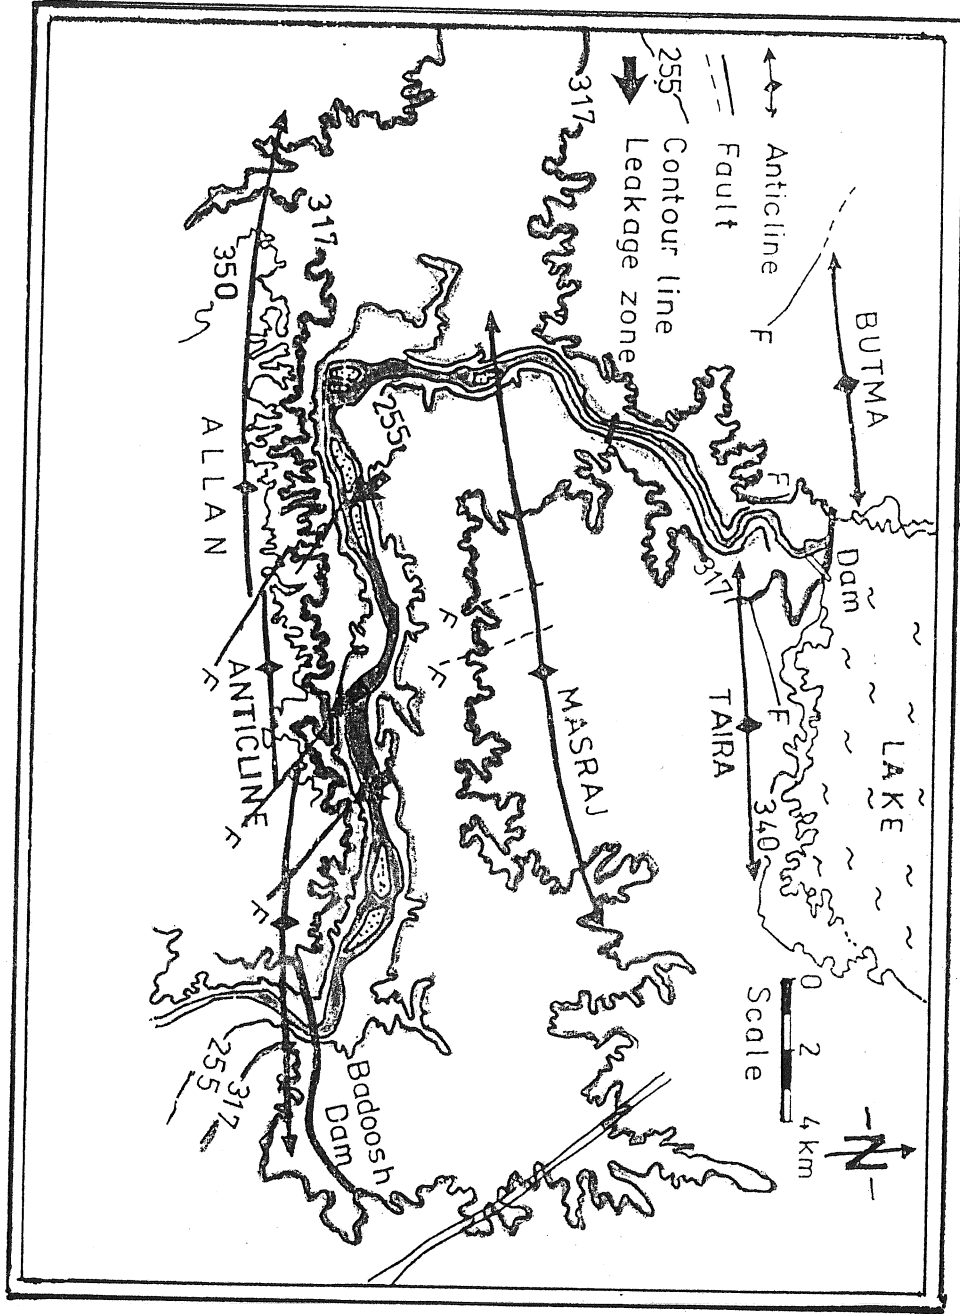 Anticline
Fault
255 Contour line
Leakage zone
BUTMA
F
F
Dam
LAKE
317
317
TAIRA
F
340
MASRAJ
F
F
255
317
350
ALLAN
ANTICLINE
F
F
F
Badoosh
Dam
255
317
0 2 4 km
Scale
N